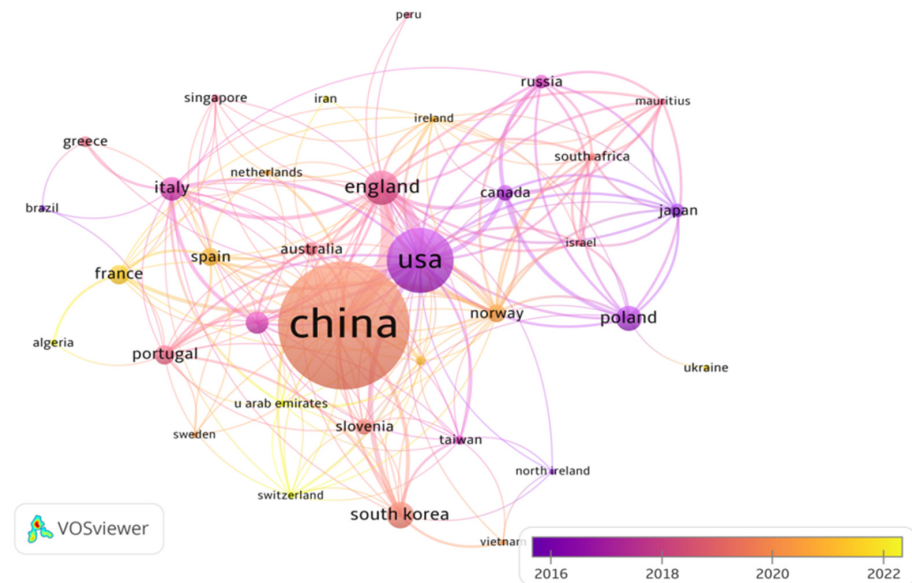 peru
russia
singapore
iran
mauritius
ireland
greece
south africa
netherlands
italy
england
canada
brazil
japan
israel
australia
spain
usa
france
norway
poland
china
algeria
portugal
ukraine
u arab emirates
slovenia
sweden
taiwan
north ireland
switzerland
south korea
VOSviewer
vietnam
2016 2018 2020 2022